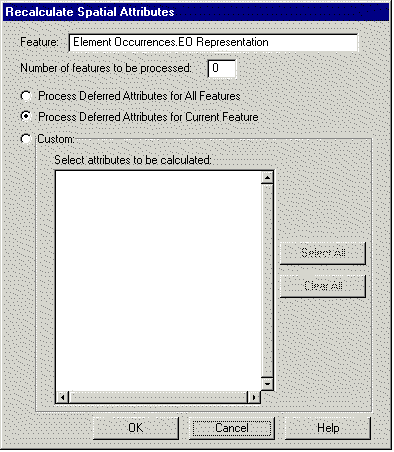 Recalculate Spatial Attributes
Feature: Element Occurrences.EO Representation
Number of features to be processed: 0
Process Deferred Attributes for All Features
Process Deferred Attributes for Current Feature
Custom:
Select attributes to be calculated:
Select All
Clear All
OK Cancel Help